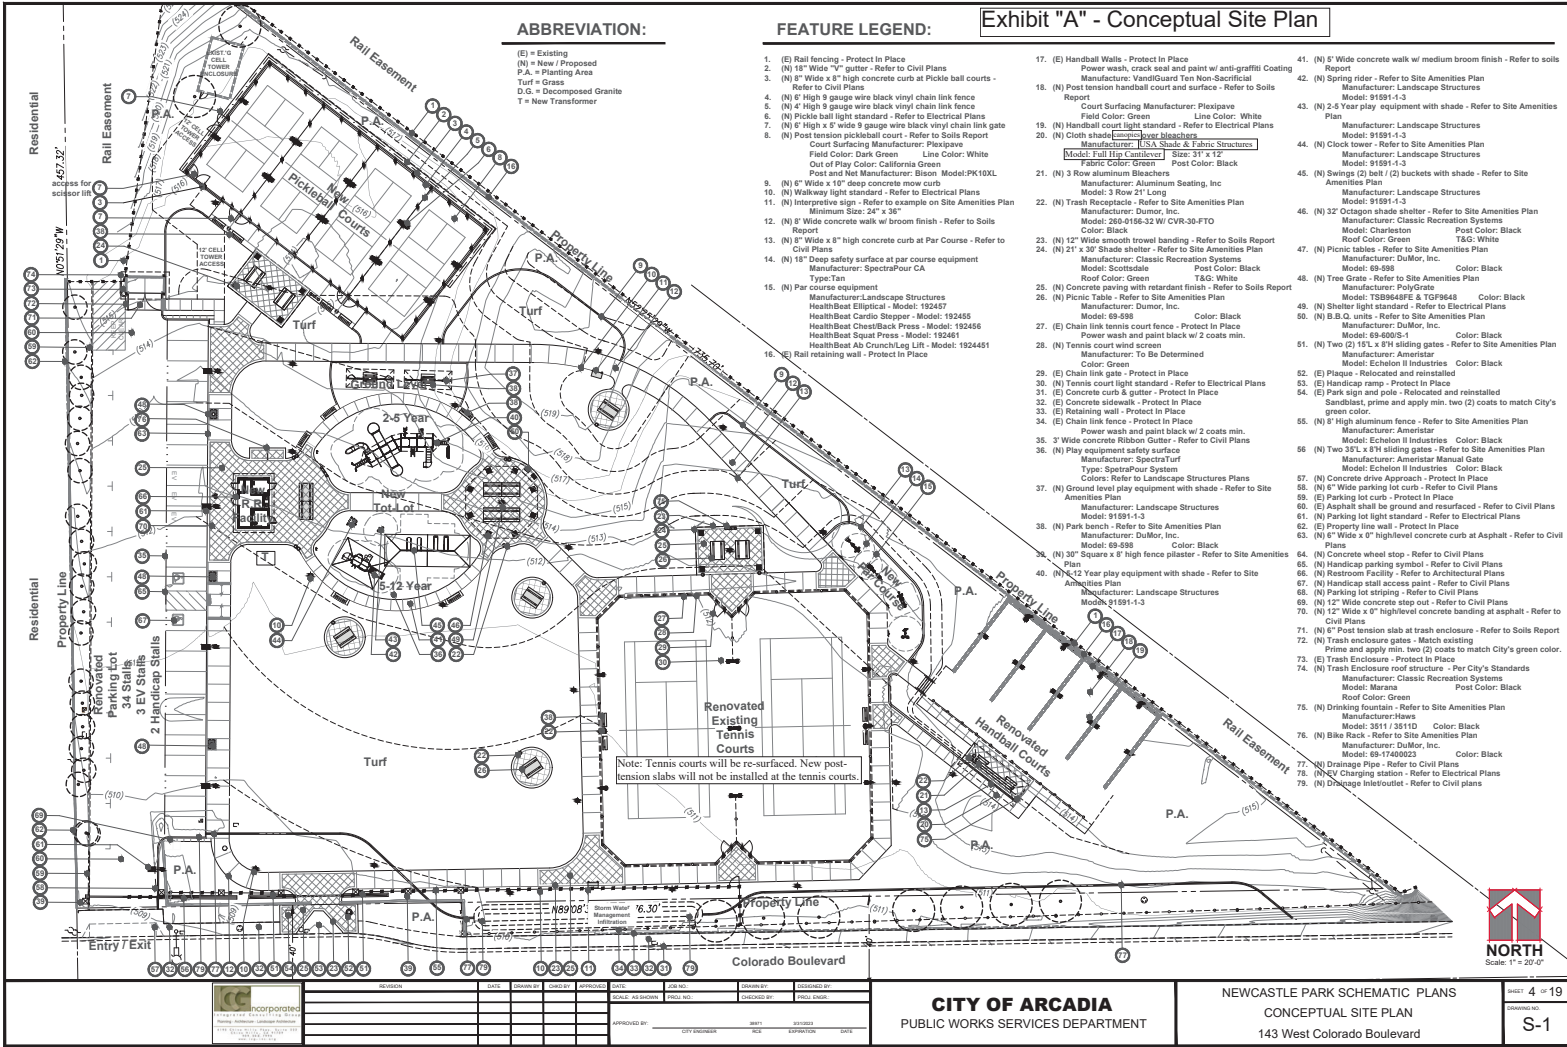 Exhibit "A" - Conceptual Site Plan
ABBREVIATION:
(E) = Existing
(N) = New / Proposed
P.A. = Planting Area
Turf = Grass
D.G. = Decomposed Granite
T = New Transformer
FEATURE LEGEND:
1. (E) Rail fencing - Protect In Place
2. (N) 18" Wide "V" gutter - Refer to Civil Plans
3. (N) 8" Wide x 8" high concrete curb at Pickle ball courts -
Refer to Civil Plans
4. (N) 6' High 9 gauge wire black vinyl chain link fence
5. (N) 4' High 9 gauge wire black vinyl chain link fence
6. (N) Pickle ball light standard - Refer to Electrical Plans
7. (N) 6' High x 5' wide 9 gauge wire black vinyl chain link gate
8. (N) Post tension pickleball court - Refer to Soils Report
Court Surfacing Manufacturer: Plexipave
Field Color: Dark Green Line Color: White
Out of Play Color: California Green
Post and Net Manufacturer: Bison Model:PK10XL
9. (N) 6" Wide x 10" deep concrete mow curb
10. (N) Walkway light standard - Refer to Electrical Plans
11. (N) Interpretive sign - Refer to example on Site Amenities Plan
Minimum Size: 24" x 36"
12. (N) 8' Wide concrete walk w/ broom finish - Refer to Soils
Report
13. (N) 8" Wide x 8" high concrete curb at Par Course - Refer to
Civil Plans
14. (N) 18" Deep safety surface at par course equipment
Manufacturer: SpectraPour CA
Type:Tan
15. (N) Par course equipment
Manufacturer:Landscape Structures
HealthBeat Elliptical - Model: 192457
HealthBeat Cardio Stepper - Model: 192455
HealthBeat Chest/Back Press - Model: 192456
HealthBeat Squat Press - Model: 192461
HealthBeat Ab Crunch/Leg Lift - Model: 1924451
16. (E) Rail retaining wall - Protect In Place
17. (E) Handball Walls - Protect In Place
Power wash, crack seal and paint w/ anti-graffiti Coating
Manufacture: VandlGuard Ten Non-Sacrificial
18. (N) Post tension handball court and surface - Refer to Soils
Report
Court Surfacing Manufacturer: Plexipave
Field Color: Green Line Color: White
19. (N) Handball court light standard - Refer to Electrical Plans
20. (N) Cloth shade canopies over bleachers
Manufacturer: USA Shade & Fabric Structures
Model: Full Hip Cantilever Size: 31' x 12'
Fabric Color: Green Post Color: Black
21. (N) 3 Row aluminum Bleachers
Manufacturer: Aluminum Seating, Inc
Model: 3 Row 21' Long
22. (N) Trash Receptacle - Refer to Site Amenities Plan
Manufacturer: Dumor, Inc.
Model: 260-0156-32 W/ CVR-30-FTO
Color: Black
23. (N) 12" Wide smooth trowel banding - Refer to Soils Report
24. (N) 21' x 30' Shade shelter - Refer to Site Amenities Plan
Manufacturer: Classic Recreation Systems
Model: Scottsdale Post Color: Black
Roof Color: Green T&G: White
25. (N) Concrete paving with retardant finish - Refer to Soils Report
26. (N) Picnic Table - Refer to Site Amenities Plan
Manufacturer: Dumor, Inc.
Model: 69-598 Color: Black
27. (E) Chain link tennis court fence - Protect In Place
Power wash and paint black w/ 2 coats min.
28. (N) Tennis court wind screen
Manufacturer: To Be Determined
Color: Green
29. (E) Chain link gate - Protect in Place
30. (N) Tennis court light standard - Refer to Electrical Plans
31. (E) Concrete curb & gutter - Protect In Place
32. (E) Concrete sidewalk - Protect In Place
33. (E) Retaining wall - Protect In Place
34. (E) Chain link fence - Protect In Place
Power wash and paint black w/ 2 coats min.
35. 3' Wide concrete Ribbon Gutter - Refer to Civil Plans
36. (N) Play equipment safety surface
Manufacturer: SpectraTurf
Type: SpetraPour System
Colors: Refer to Landscape Structures Plans
37. (N) Ground level play equipment with shade - Refer to Site
Amenities Plan
Manufacturer: Landscape Structures
Model: 91591-1-3
38. (N) Park bench - Refer to Site Amenities Plan
Manufacturer: DuMor, Inc.
Model: 69-598 Color: Black
39. (N) 30" Square x 8' high fence pilaster - Refer to Site Amenities
Plan
40. (N) 5-12 Year play equipment with shade - Refer to Site
Amenities Plan
Manufacturer: Landscape Structures
Model: 91591-1-3
41. (N) 5' Wide concrete walk w/ medium broom finish - Refer to soils
Report
42. (N) Spring rider - Refer to Site Amenities Plan
Manufacturer: Landscape Structures
Model: 91591-1-3
43. (N) 2-5 Year play equipment with shade - Refer to Site Amenities
Plan
Manufacturer: Landscape Structures
Model: 91591-1-3
44. (N) Clock tower - Refer to Site Amenities Plan
Manufacturer: Landscape Structures
Model: 91591-1-3
45. (N) Swings (2) belt / (2) buckets with shade - Refer to Site
Amenities Plan
Manufacturer: Landscape Structures
Model: 91591-1-3
46. (N) 32' Octagon shade shelter - Refer to Site Amenities Plan
Manufacturer: Classic Recreation Systems
Model: Charleston Post Color: Black
Roof Color: Green T&G: White
47. (N) Picnic tables - Refer to Site Amenities Plan
Manufacturer: DuMor, Inc.
Model: 69-598 Color: Black
48. (N) Tree Grate - Refer to Site Amenities Plan
Manufacturer: PolyGrate
Model: TSB9648FE & TGF9648 Color: Black
49. (N) Shelter light standard - Refer to Electrical Plans
50. (N) B.B.Q. units - Refer to Site Amenities Plan
Manufacturer: DuMor, Inc.
Model: 69-600/S-1 Color: Black
51. (N) Two (2) 15'L x 8'H sliding gates - Refer to Site Amenities Plan
Manufacturer: Ameristar
Model: Echelon II Industries Color: Black
52. (E) Plaque - Relocated and reinstalled
53. (E) Handicap ramp - Protect In Place
54. (E) Park sign and pole - Relocated and reinstalled
Sandblast, prime and apply min. two (2) coats to match City's
green color.
55. (N) 8' High aluminum fence - Refer to Site Amenities Plan
Manufacturer: Ameristar
Model: Echelon II Industries Color: Black
56 (N) Two 35'L x 8'H sliding gates - Refer to Site Amenities Plan
Manufacturer: Ameristar Manual Gate
Model: Echelon II Industries Color: Black
57. (N) Concrete drive Approach - Protect In Place
58. (N) 6" Wide parking lot curb - Refer to Civil Plans
59. (E) Parking lot curb - Protect In Place
60. (E) Asphalt shall be ground and resurfaced - Refer to Civil Plans
61. (N) Parking lot light standard - Refer to Electrical Plans
62. (E) Property line wall - Protect In Place
63. (N) 6" Wide x 0" high/level concrete curb at Asphalt - Refer to Civil
Plans
64. (N) Concrete wheel stop - Refer to Civil Plans
65. (N) Handicap parking symbol - Refer to Civil Plans
66. (N) Restroom Facility - Refer to Architectural Plans
67. (N) Handicap stall access paint - Refer to Civil Plans
68. (N) Parking lot striping - Refer to Civil Plans
69. (N) 12" Wide concrete step out - Refer to Civil Plans
70. (N) 12" Wide x 0" high/level concrete banding at asphalt - Refer to
Civil Plans
71. (N) 6" Post tension slab at trash enclosure - Refer to Soils Report
72. (N) Trash enclosure gates - Match existing
Prime and apply min. two (2) coats to match City's green color.
73. (E) Trash Enclosure - Protect In Place
74. (N) Trash Enclosure roof structure - Per City's Standards
Manufacturer: Classic Recreation Systems
Model: Marana Post Color: Black
Roof Color: Green
75. (N) Drinking fountain - Refer to Site Amenities Plan
Manufacturer:Haws
Model: 3511 / 3511D Color: Black
76. (N) Bike Rack - Refer to Site Amenities Plan
Manufacturer: DuMor, Inc.
Model: 69-17400023 Color: Black
77. (N) Drainage Pipe - Refer to Civil Plans
78. (N) EV Charging station - Refer to Electrical Plans
79. (N) Drainage Inlet/outlet - Refer to Civil plans
Residential
Rail Easement
457.32'
N0°51'29"W
EXIST.'G
CELL
TOWER
ENCLOSURE
12' CELL
TOWER
ACCESS
access for
scissor lift
Rail Easement
P.A.
New
Pickleball Courts
Property Line
12' CELL
TOWER
ACCESS
Turf
Turf
P.A.
P.A.
P.A.
Ground Level
2-5 Year
New
Tot-Lot
New
R R
Facility
5-12 Year
Turf
New
Par Course
P.A.
Property Line
Residential
Property Line
Renovated
Parking Lot
34 Stalls
3 EV Stalls
2 Handicap Stalls
Turf
Renovated
Existing
Tennis
Courts
Note: Tennis courts will be re-surfaced. New post-
tension slabs will not be installed at the tennis courts.
Renovated
Handball Courts
Rail Easement
P.A.
P.A.
P.A.
P.A.
Storm Water
Management
Infiltration
N89°08' 76.30'
Property Line
Entry / Exit
Colorado Boulevard
NORTH
Scale: 1" = 20'-0"
Incorporated
Integrated Consulting Group
REVISION DATE DRAWN BY CHKD BY APPROVED
DATE: JOB NO.: DRAWN BY: DESIGNED BY:
SCALE: AS SHOWN PROJ. NO.: CHECKED BY: PROJ. ENGR.:
APPROVED BY:
CITY ENGINEER RCE EXPIRATION DATE
CITY OF ARCADIA
PUBLIC WORKS SERVICES DEPARTMENT
NEWCASTLE PARK SCHEMATIC PLANS
CONCEPTUAL SITE PLAN
143 West Colorado Boulevard
SHEET 4 OF 19
DRAWING NO.
S-1